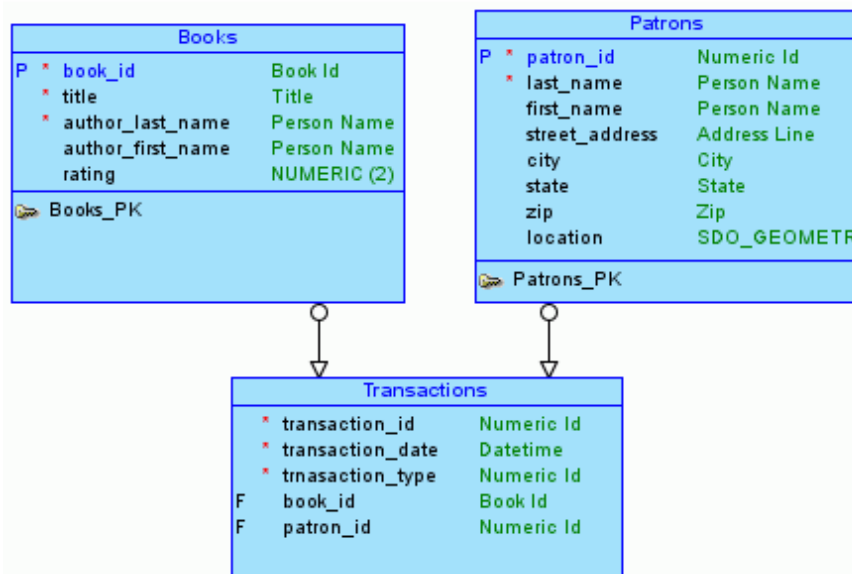 Books
P * book_id Book Id
* title Title
* author_last_name Person Name
author_first_name Person Name
rating NUMERIC (2)
Books_PK
Patrons
P * patron_id Numeric Id
* last_name Person Name
first_name Person Name
street_address Address Line
city City
state State
zip Zip
location SDO_GEOMETR
Patrons_PK
Transactions
* transaction_id Numeric Id
* transaction_date Datetime
* trnasaction_type Numeric Id
F book_id Book Id
F patron_id Numeric Id